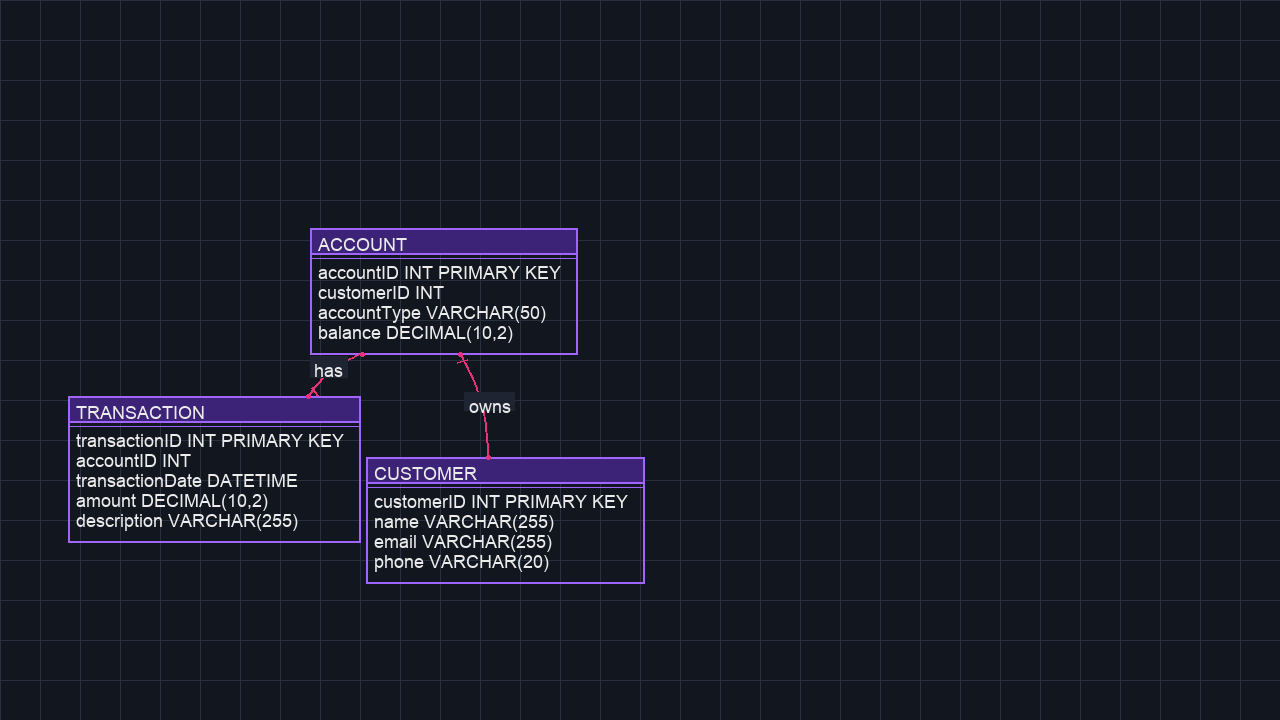 ACCOUNT
accountID INT PRIMARY KEY
customerID INT
accountType VARCHAR(50)
balance DECIMAL(10,2)
has
owns
TRANSACTION
transactionID INT PRIMARY KEY
accountID INT
transactionDate DATETIME
amount DECIMAL(10,2)
description VARCHAR(255)
CUSTOMER
customerID INT PRIMARY KEY
name VARCHAR(255)
email VARCHAR(255)
phone VARCHAR(20)